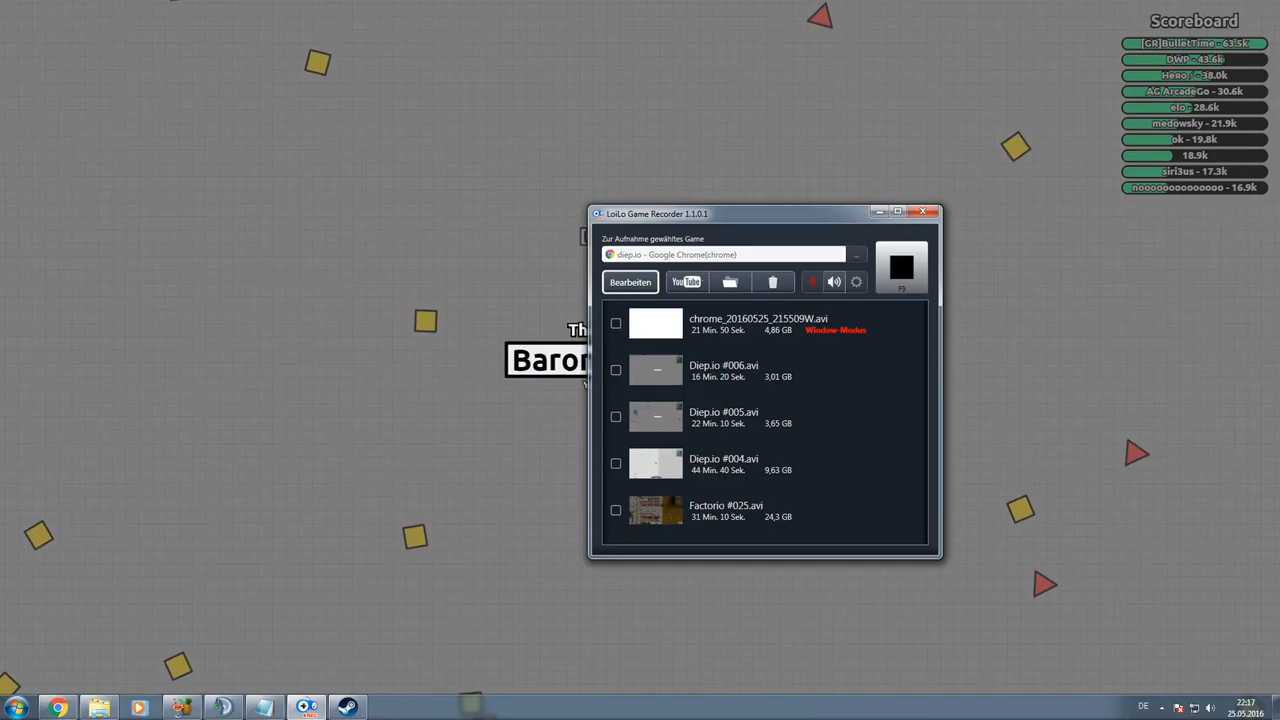 Scoreboard
[GR]BulletTime - 63.5k
DWP - 43.6k
- 38.0k
AG ArcadeGo - 30.6k
elo - 28.6k
medowsky - 21.9k
ok - 19.8k
18.9k
siri3us - 17.3k
- 16.9k
LoiLo Game Recorder 1.1.0.1
Zur Aufnahme gewähltes Game
diep.io - Google Chrome(chrome)
...
F9
Bearbeiten
YouTube
chrome_20160525_215509W.avi
21 Min. 50 Sek. 4,86 GB Window-Modus
Th
Diep.io #006.avi
Baron
16 Min. 20 Sek. 3,01 GB
Diep.io #005.avi
22 Min. 10 Sek. 3,65 GB
Diep.io #004.avi
44 Min. 40 Sek. 9,63 GB
Factorio #025.avi
31 Min. 10 Sek. 24,3 GB
REC
DE
22:17
25.05.2016